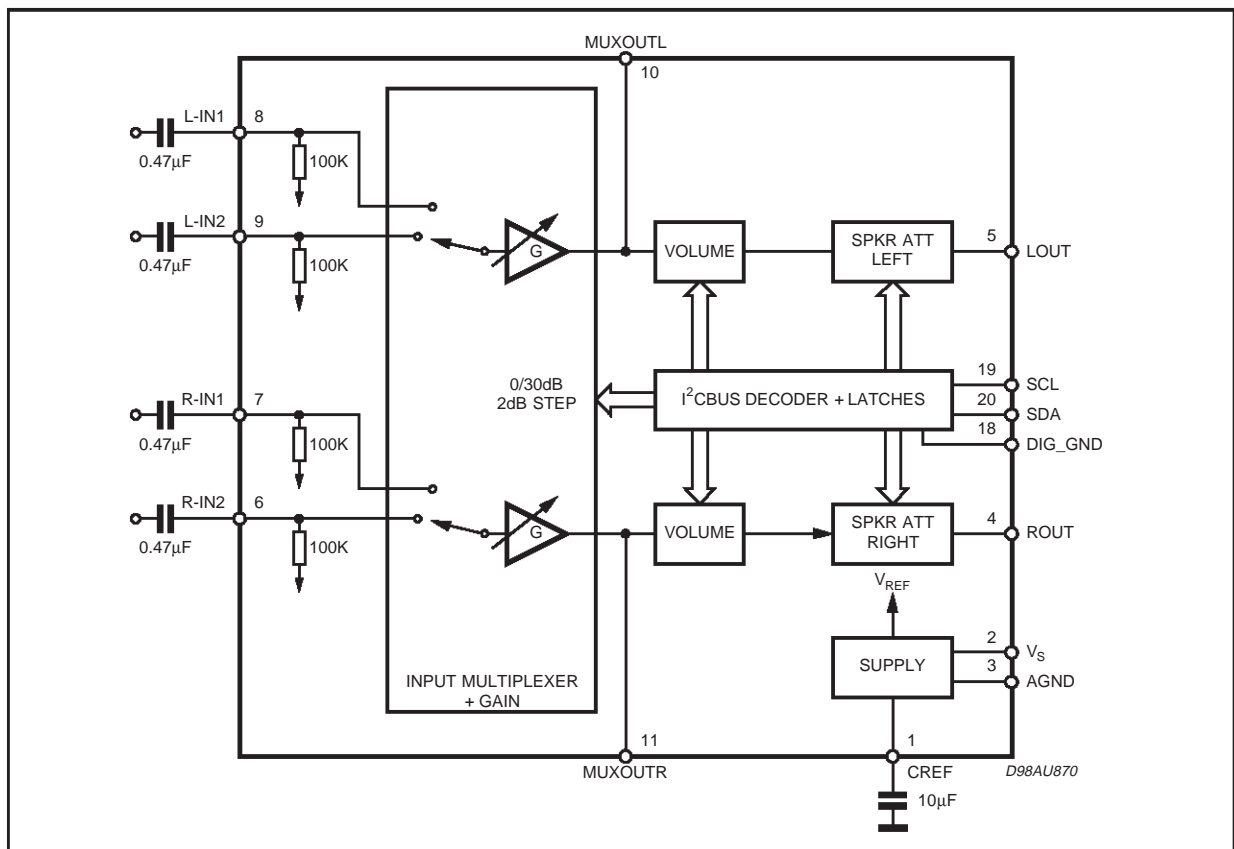 MUXOUTL
10
L-IN1
8
0.47μF
100K
L-IN2
9
0.47μF
100K
G
VOLUME
SPKR ATT
LEFT
5
LOUT
R-IN1
7
0.47μF
100K
0/30dB
2dB STEP
I²CBUS DECODER + LATCHES
19
SCL
20
SDA
18
DIG_GND
R-IN2
6
0.47μF
100K
G
VOLUME
SPKR ATT
RIGHT
4
ROUT
VREF
SUPPLY
2
VS
3
AGND
INPUT MULTIPLEXER
+ GAIN
11
MUXOUTR
1
CREF
10μF
D98AU870